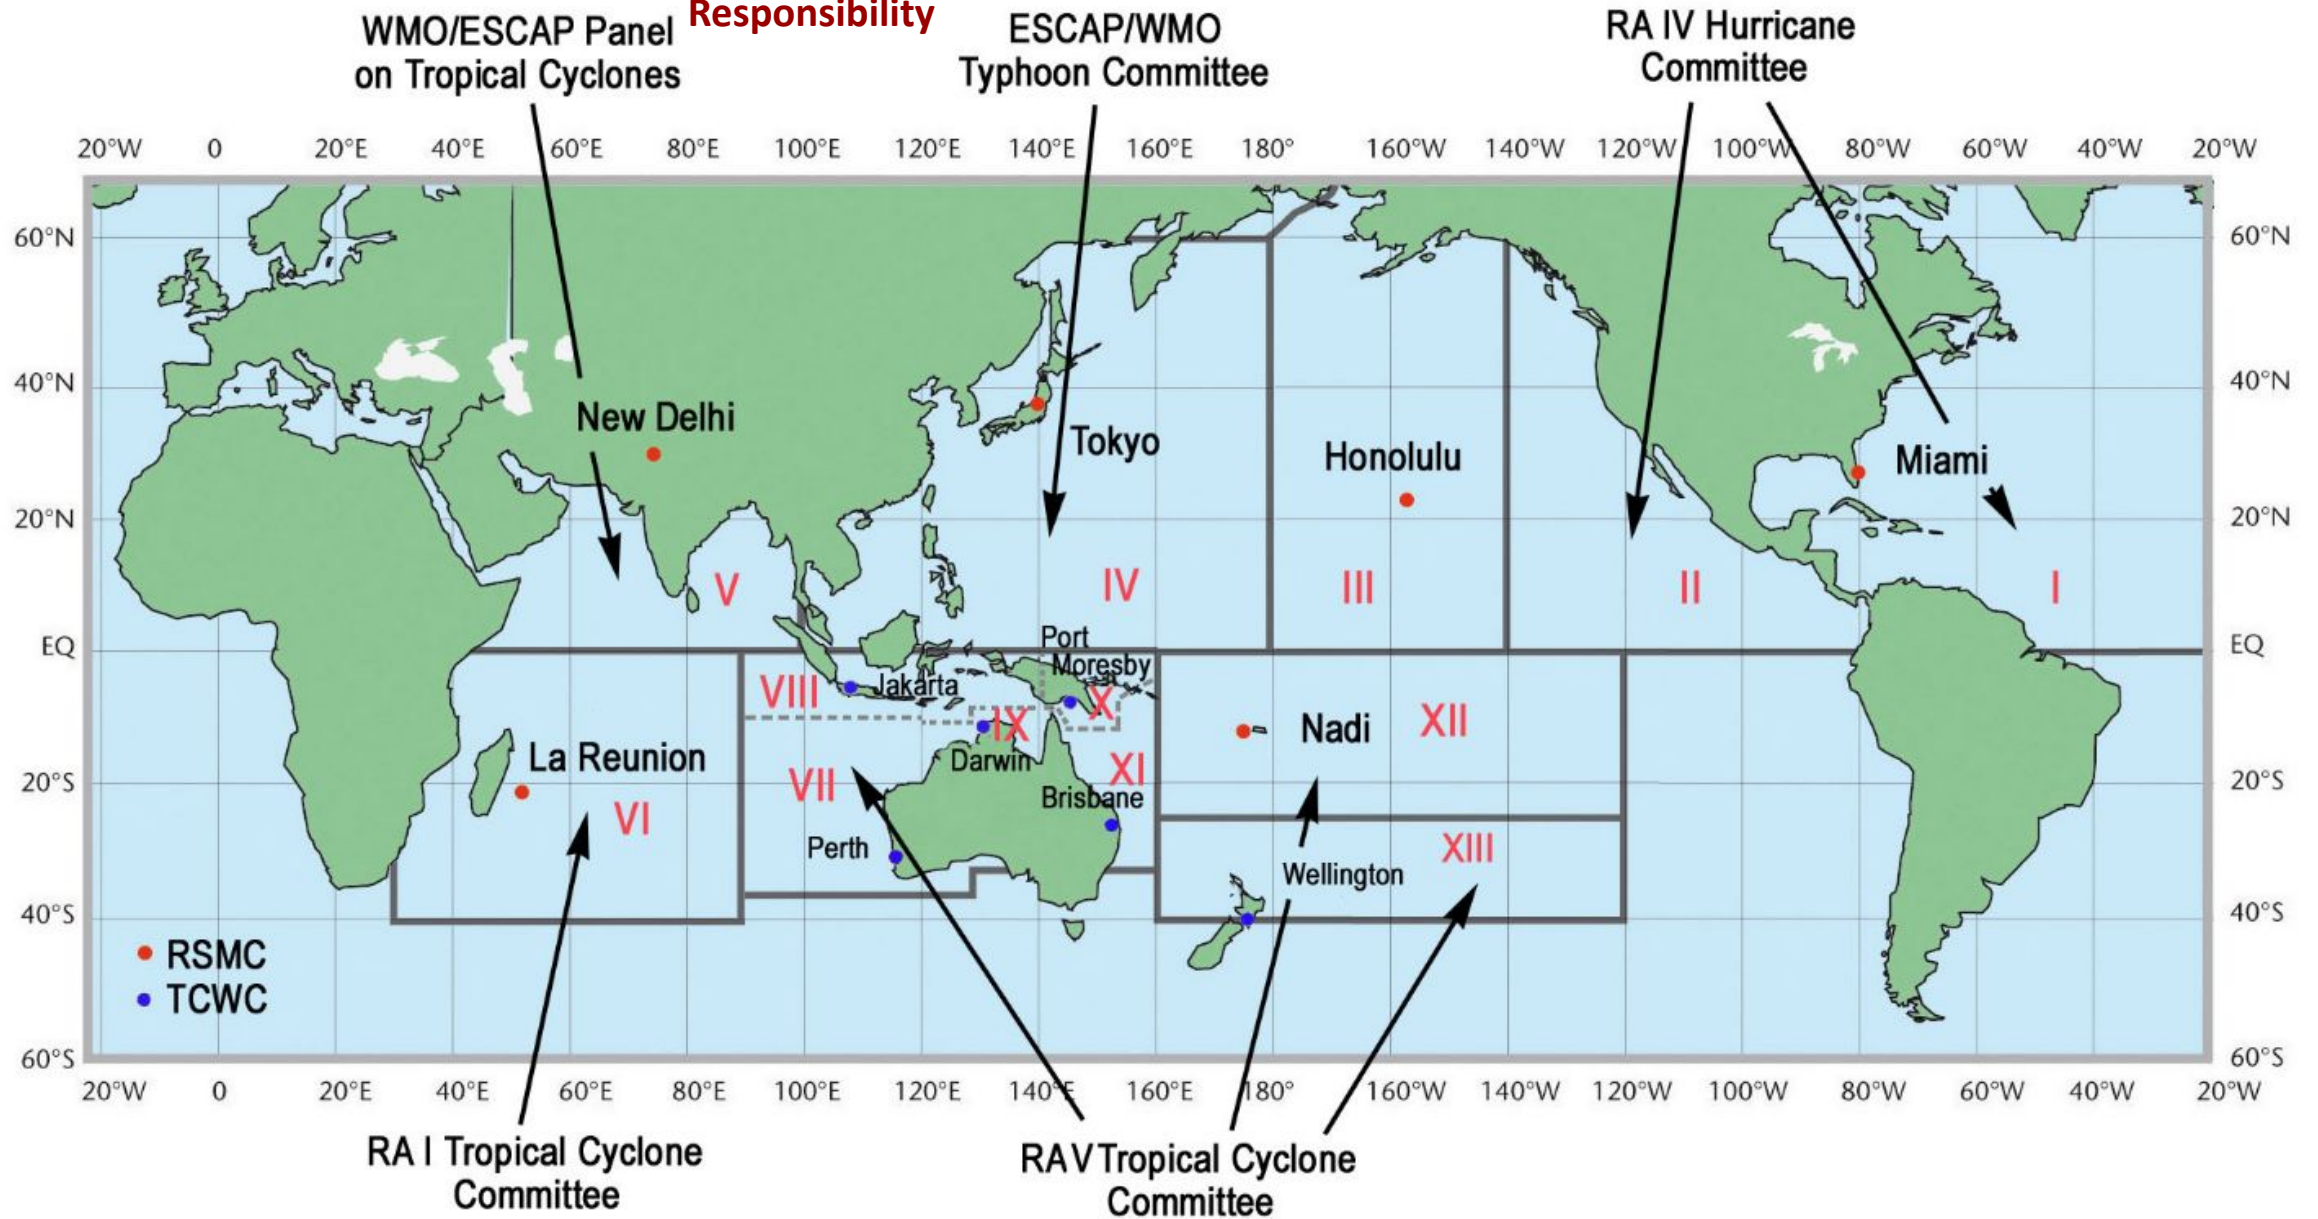 Responsibility
WMO/ESCAP Panel
on Tropical Cyclones
ESCAP/WMO
Typhoon Committee
RA IV Hurricane
Committee
20°W 0 20°E 40°E 60°E 80°E 100°E 120°E 140°E 160°E 180° 160°W 140°W 120°W 100°W 80°W 60°W 40°W 20°W
60°N 60°N
40°N 40°N
New Delhi
Tokyo
Honolulu
Miami
20°N 20°N
V IV III II I
EQ EQ
Port
Moresby
VIII Jakarta X
IX
Nadi XII
La Reunion
Darwin
XI
20°S 20°S
VII
Brisbane
VI
Perth
XIII
Wellington
40°S 40°S
RSMC
TCWC
60°S 60°S
20°W 0 20°E 40°E 60°E 80°E 100°E 120°E 140°E 160°E 180° 160°W 140°W 120°W 100°W 80°W 60°W 40°W 20°W
RA I Tropical Cyclone
Committee
RA V Tropical Cyclone
Committee